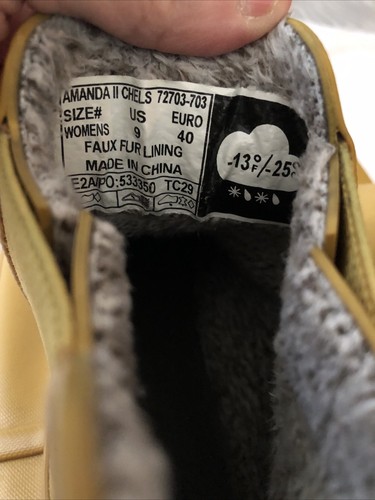 AMANDA II CHELS 72703-703
SIZE# US EURO
WOMENS 9 40
FAUX FUR LINING
MADE IN CHINA
E2A/PO:533350 TC29
-13°F/-25°